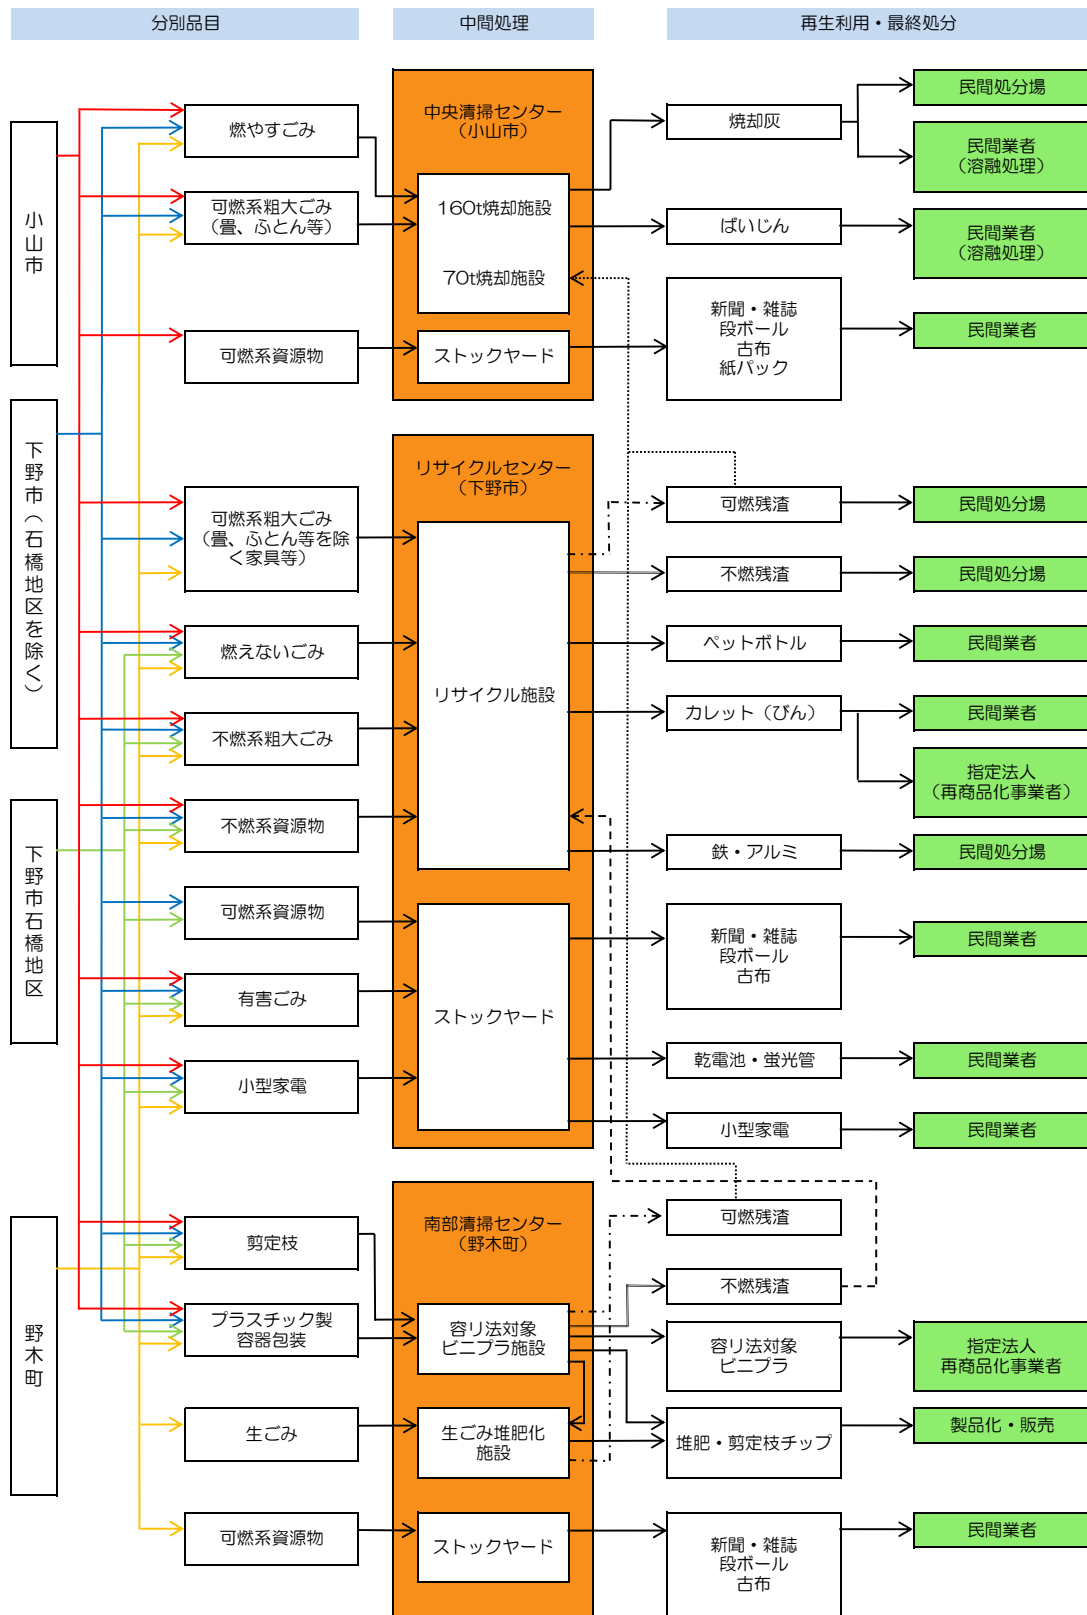 分別品目
中間処理
再生利用・最終処分
小山市
下野市（石橋地区を除く）
下野市石橋地区
野木町
燃やすごみ
可燃系粗大ごみ
（畳、ふとん等）
可燃系資源物
可燃系粗大ごみ
（畳、ふとん等を除
く家具等）
燃えないごみ
不燃系粗大ごみ
不燃系資源物
可燃系資源物
有害ごみ
小型家電
剪定枝
プラスチック製
容器包装
生ごみ
可燃系資源物
中央清掃センター
（小山市）
160t焼却施設
70t焼却施設
ストックヤード
リサイクルセンター
（下野市）
リサイクル施設
ストックヤード
南部清掃センター
（野木町）
容リ法対象
ビニプラ施設
生ごみ堆肥化
施設
ストックヤード
焼却灰
ばいじん
新聞・雑誌
段ボール
古布
紙パック
可燃残渣
不燃残渣
ペットボトル
カレット（びん）
鉄・アルミ
新聞・雑誌
段ボール
古布
乾電池・蛍光管
小型家電
可燃残渣
不燃残渣
容リ法対象
ビニプラ
堆肥・剪定枝チップ
新聞・雑誌
段ボール
古布
民間処分場
民間業者
（溶融処理）
民間業者
（溶融処理）
民間業者
民間処分場
民間処分場
民間業者
民間業者
指定法人
（再商品化事業者）
民間処分場
民間業者
民間業者
民間業者
指定法人
再商品化事業者
製品化・販売
民間業者